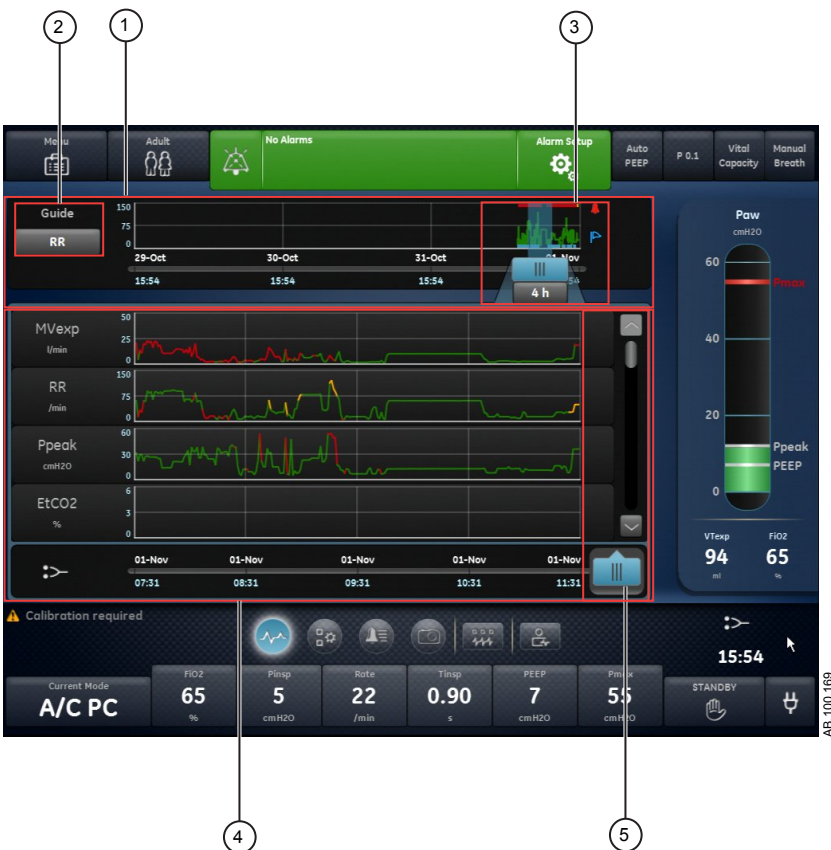 2
1
3
Menu
Adult
No Alarms
Alarm Setup
Auto PEEP
P 0.1
Vital Capacity
Manual Breath
Guide
RR
150
75
0
29-Oct
30-Oct
31-Oct
01-Nov
15:54
15:54
15:54
4 h
MVexp
l/min
50
25
0
RR
/min
150
75
0
Ppeak
cmH2O
60
30
0
EtCO2
%
6
3
0
01-Nov
01-Nov
01-Nov
01-Nov
01-Nov
07:31
08:31
09:31
10:31
11:31
Paw
cmH2O
60
Pmax
40
20
Ppeak
PEEP
0
VTexp
FiO2
94
65
ml
%
Calibration required
15:54
Current Mode
A/C PC
FiO2
65
%
Pinsp
5
cmH2O
Rate
22
/min
Tinsp
0.90
s
PEEP
7
cmH2O
Pmax
55
cmH2O
STANDBY
AB 100 169
4
5